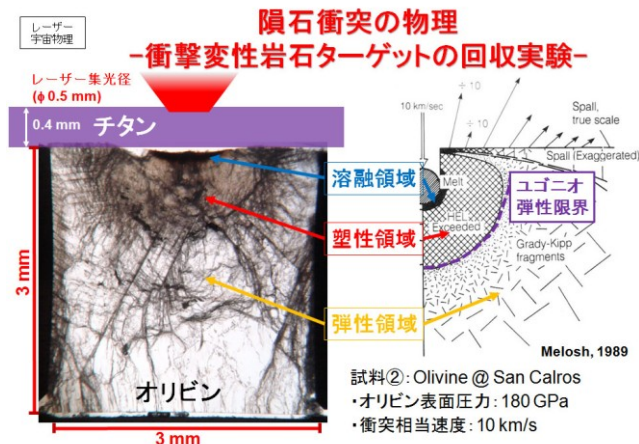 レーザー
宇宙物理
隕石衝突の物理
-衝撃変性岩石ターゲットの回収実験-
レーザー集光径
(φ0.5 mm)
0.4 mm
チタン
3 mm
オリビン
3 mm
溶融領域
塑性領域
弾性領域
10 km/sec
÷ 10
÷ 10
Spall,
true scale
Spall (Exaggerated)
Melt
HEL
Exceeded
ユゴニオ
弾性限界
Grady-Kipp
fragments
Melosh, 1989
試料②: Olivine @ San Calros
・オリビン表面圧力: 180 GPa
・衝突相当速度: 10 km/s